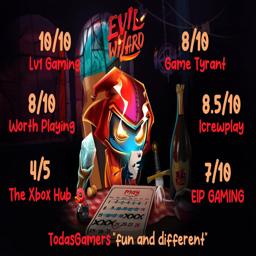 EVIL WIZARD
10/10
Lv1 Gaming
8/10
Game Tyrant
8/10
Worth Playing
8.5/10
Icrewplay
4/5
The Xbox Hub
7/10
EIP GAMING
TodasGamers "fun and different"